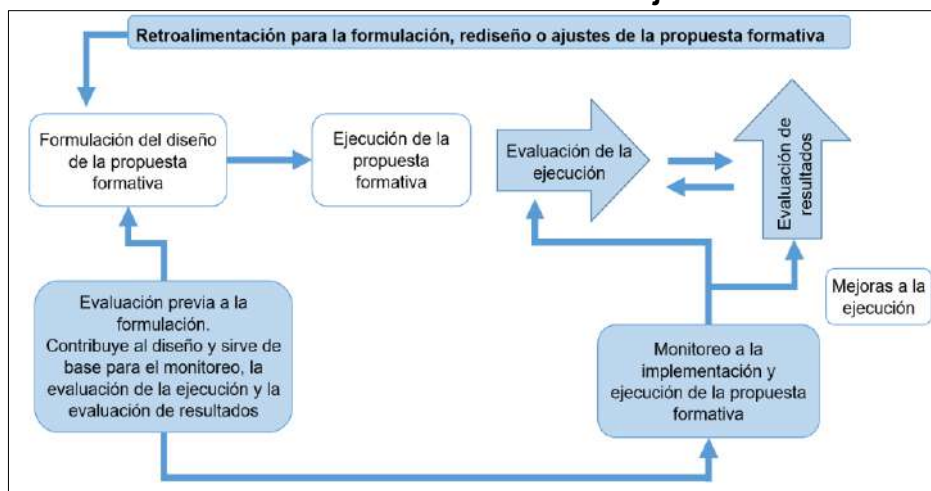 Retroalimentación para la formulación, rediseño o ajustes de la propuesta formativa
Formulación del diseño
de la propuesta
formativa
Ejecución de la
propuesta
formativa
Evaluación de la
ejecución
Evaluación de
resultados
Evaluación previa a la
formulación.
Contribuye al diseño y sirve de
base para el monitoreo, la
evaluación de la ejecución y la
evaluación de resultados
Mejoras a la
ejecución
Monitoreo a la
implementación y
ejecución de la propuesta
formativa